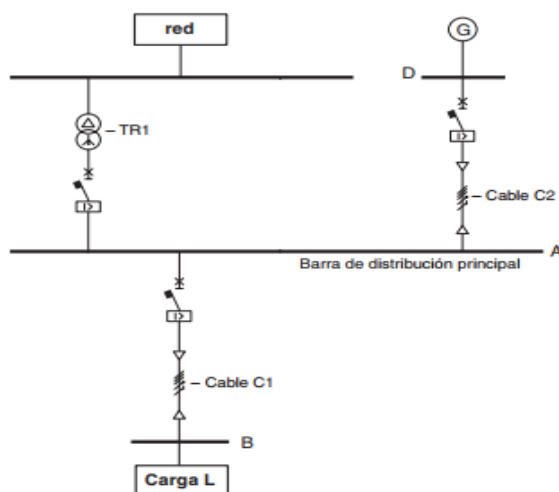 red
G
D
TR1
Cable C2
A
Barra de distribución principal
Cable C1
B
Carga L